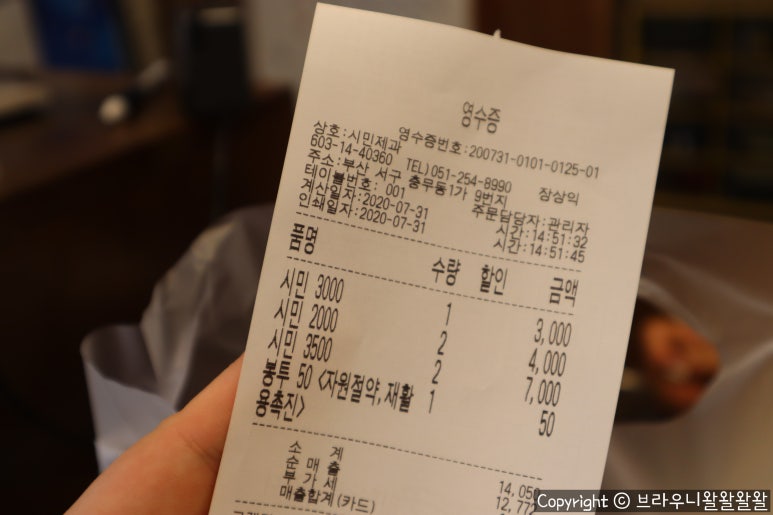 영수증
영수증번호:200731-0101-0125-01
상호:시민제과 장상익
603-14-40360 TEL)051-254-8990
주소:부산 서구 충무동1가 9번지
테이블번호: 001 주문담당자:관리자
계산일자:2020-07-31 시간:14:51:32
인쇄일자:2020-07-31 시간:14:51:45
품명 수량 할인 금액
시민 3000 1 3,000
시민 2000 2 4,000
시민 3500 2 7,000
봉투 50 <자원절약,재활 1 50
용촉진>
소 계
순 매 출
부 가 세
매출합계(카드)
Copyright ⓒ 브라우니왈왈왈왈